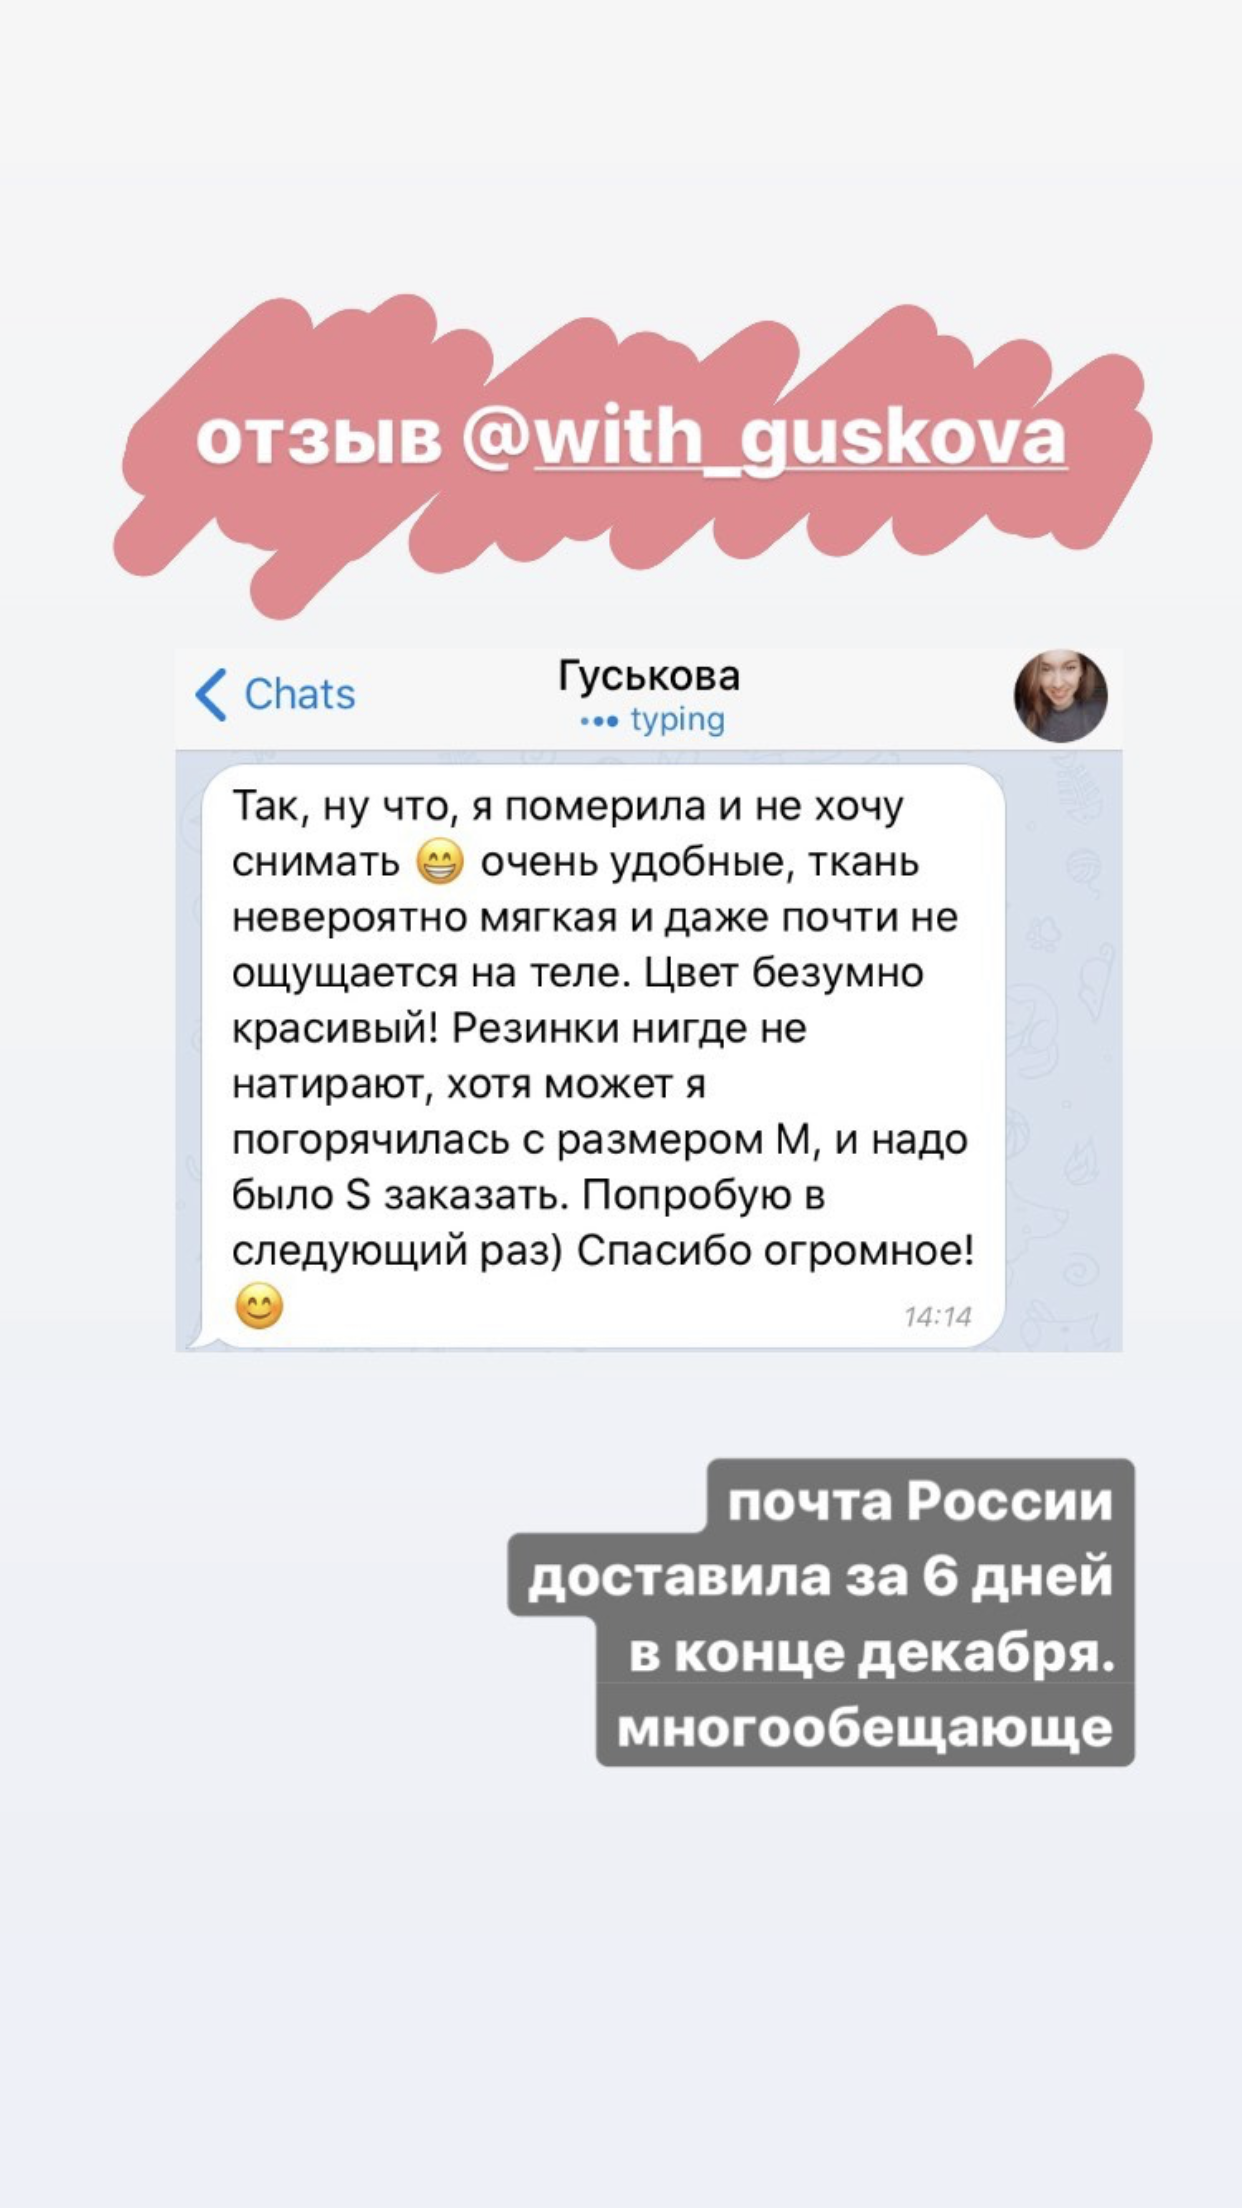 отзыв @with_guskova
Chats
Гуськова
••• typing
Так, ну что, я померила и не хочу
снимать 😁 очень удобные, ткань
невероятно мягкая и даже почти не
ощущается на теле. Цвет безумно
красивый! Резинки нигде не
натирают, хотя может я
погорячилась с размером М, и надо
было S заказать. Попробую в
следующий раз) Спасибо огромное!
😊
14:14
почта России
доставила за 6 дней
в конце декабря.
многообещающе